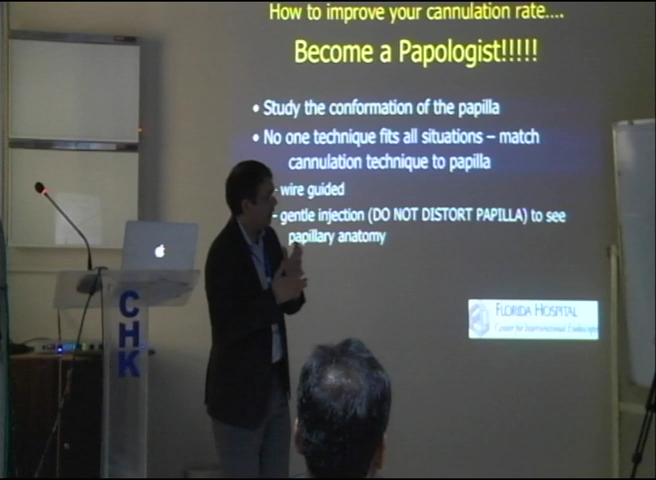 How to improve your cannulation rate....
Become a Papologist!!!!!
• Study the conformation of the papilla
• No one technique fits all situations – match
cannulation technique to papilla
- wire guided
- gentle injection (DO NOT DISTORT PAPILLA) to see
papillary anatomy
FLORIDA HOSPITAL
Center for Interventional Endoscopy
CHK